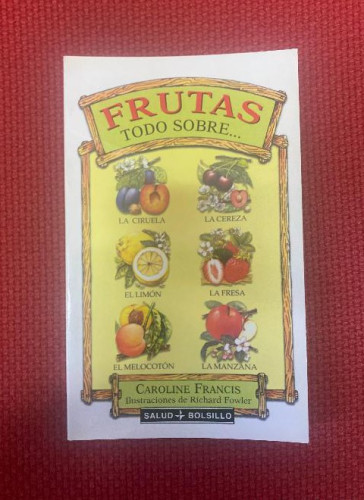 FRUTAS
TODO SOBRE...
LA CIRUELA
LA CEREZA
EL LIMÓN
LA FRESA
EL MELOCOTÓN
LA MANZANA
CAROLINE FRANCIS
Ilustraciones de Richard Fowler
SALUD + BOLSILLO